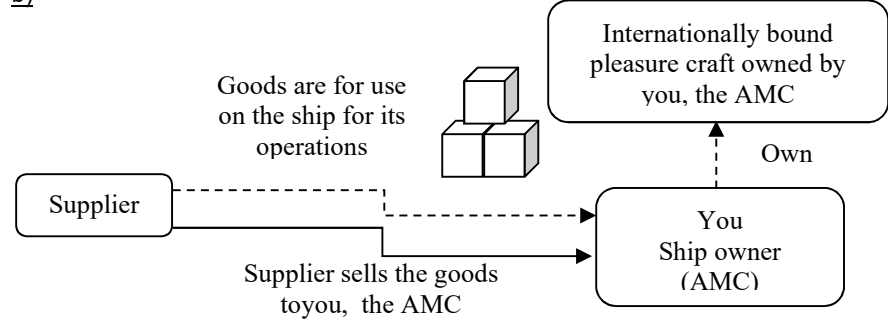 b)
Internationally bound
pleasure craft owned by
you, the AMC
Goods are for use
on the ship for its
operations
Own
Supplier
You
Ship owner
(AMC)
Supplier sells the goods
toyou,  the AMC